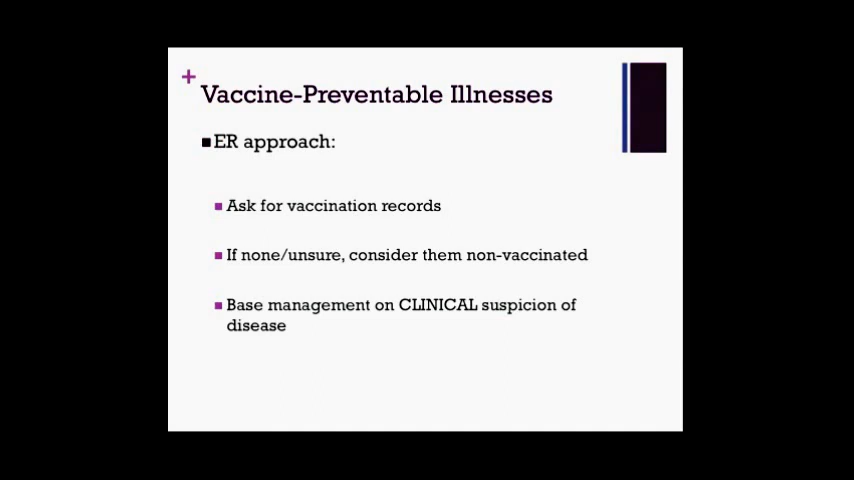 +
Vaccine-Preventable Illnesses
ER approach:
Ask for vaccination records
If none/unsure, consider them non-vaccinated
Base management on CLINICAL suspicion of
disease